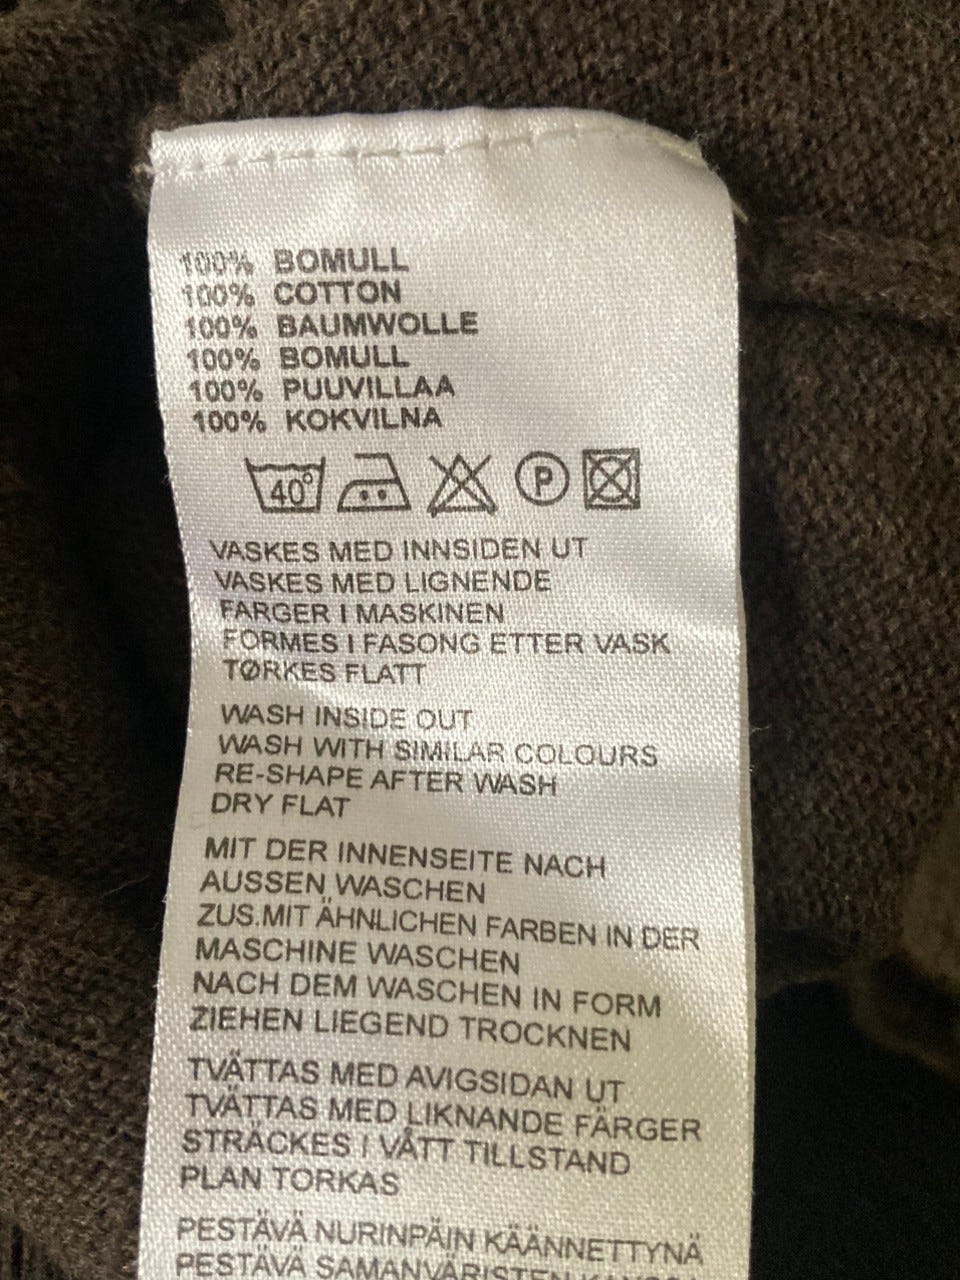 100% BOMULL
100% COTTON
100% BAUMWOLLE
100% BOMULL
100% PUUVILLAA
100% KOKVILNA
40° P
VASKES MED INNSIDEN UT
VASKES MED LIGNENDE
FARGER I MASKINEN
FORMES I FASONG ETTER VASK
TØRKES FLATT
WASH INSIDE OUT
WASH WITH SIMILAR COLOURS
RE-SHAPE AFTER WASH
DRY FLAT
MIT DER INNENSEITE NACH
AUSSEN WASCHEN
ZUS.MIT ÄHNLICHEN FARBEN IN DER
MASCHINE WASCHEN
NACH DEM WASCHEN IN FORM
ZIEHEN LIEGEND TROCKNEN
TVÄTTAS MED AVIGSIDAN UT
TVÄTTAS MED LIKNANDE FÄRGER
STRÄCKES I VÅTT TILLSTAND
PLAN TORKAS
PESTÄVÄ NURINPÄIN KÄÄNNETTYNÄ
PESTÄVÄ SAMANVÄRISTEN